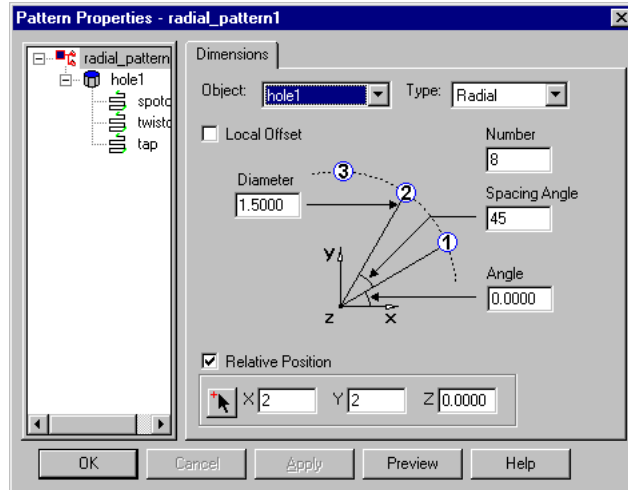 Pattern Properties - radial_pattern1
radial_pattern
hole1
spotd
twistd
tap
Dimensions
Object: hole1 Type: Radial
Local Offset
Number
8
Diameter
1.5000
Spacing Angle
45
3
2
1
Angle
0.0000
y
z x
Relative Position
X 2 Y 2 Z 0.0000
OK Cancel Apply Preview Help